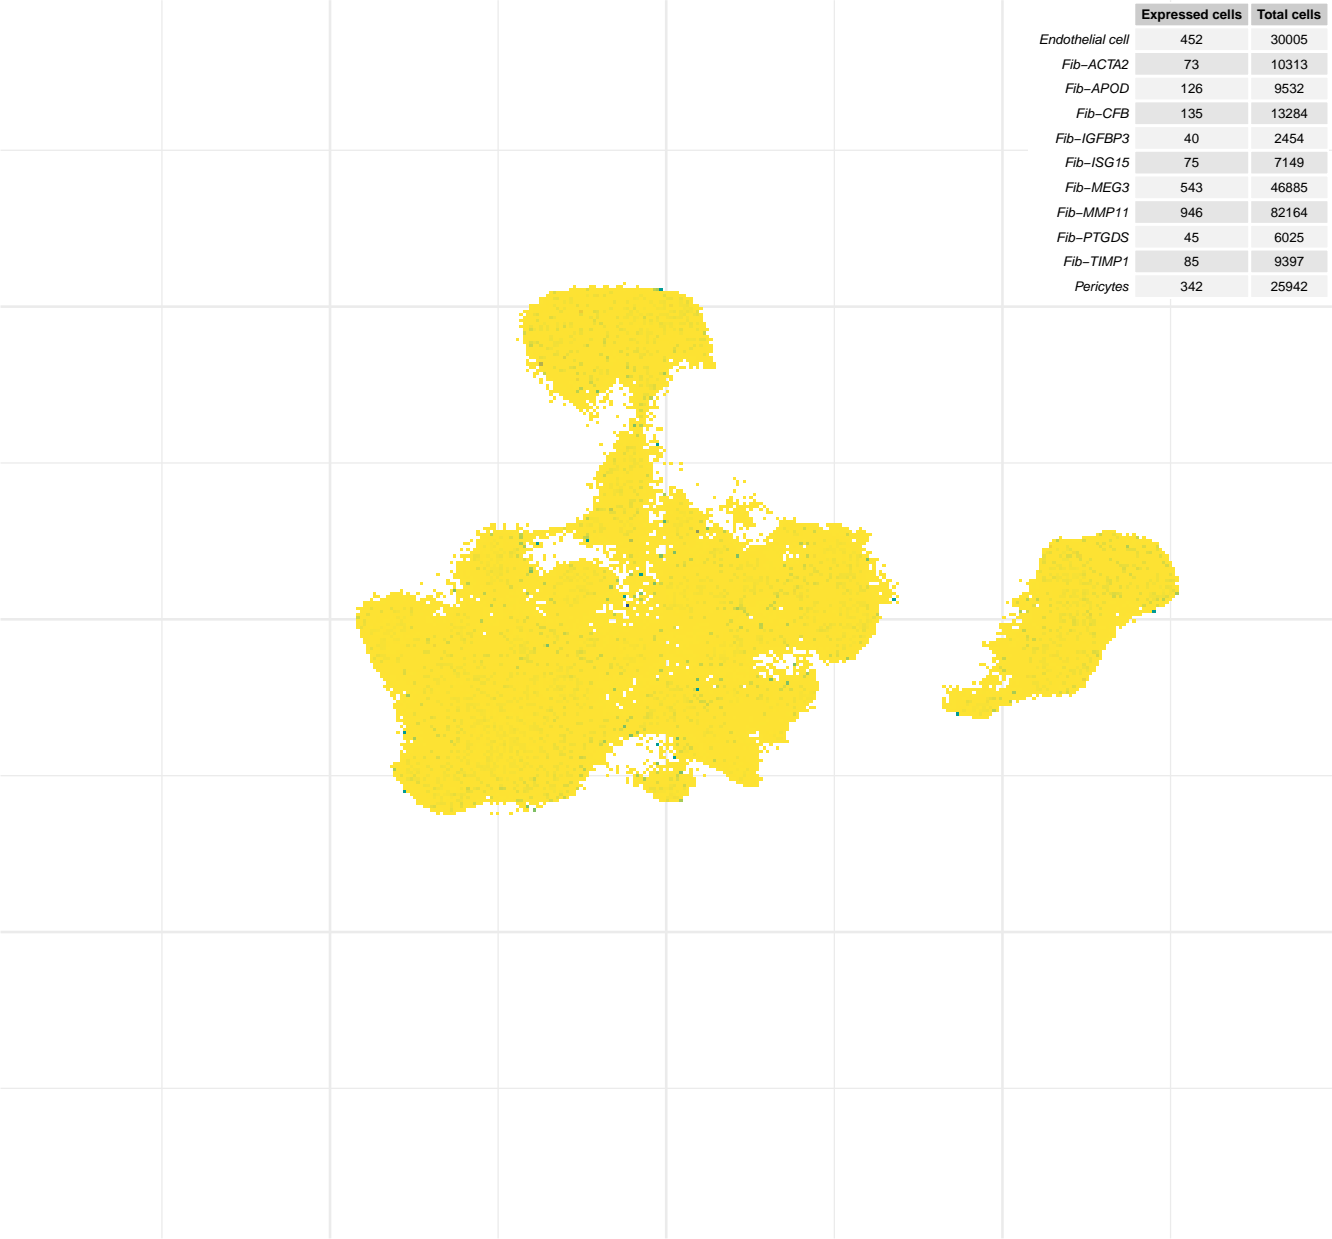 Expressed cells Total cells
Endothelial cell 452 30005
Fib−ACTA2 73 10313
Fib−APOD 126 9532
Fib−CFB 135 13284
Fib−IGFBP3 40 2454
Fib−ISG15 75 7149
Fib−MEG3 543 46885
Fib−MMP11 946 82164
Fib−PTGDS 45 6025
Fib−TIMP1 85 9397
Pericytes 342 25942